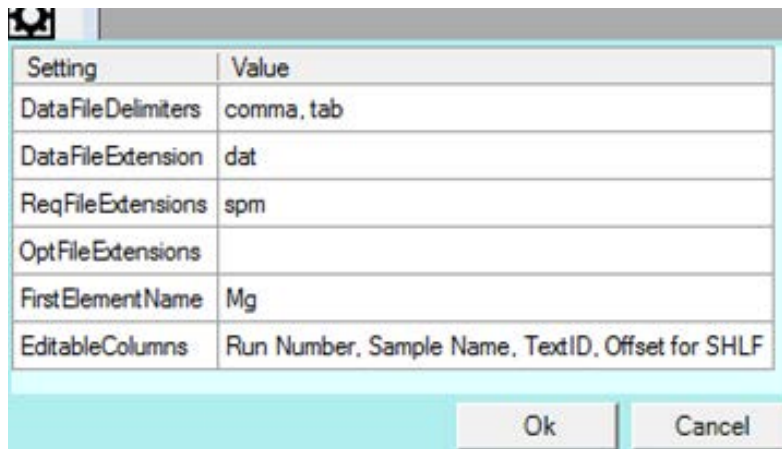 Setting Value
DataFileDelimiters comma, tab
DataFileExtension dat
ReqFileExtensions spm
OptFileExtensions
FirstElementName Mg
EditableColumns Run Number, Sample Name, TextID, Offset for SHLF
Ok Cancel